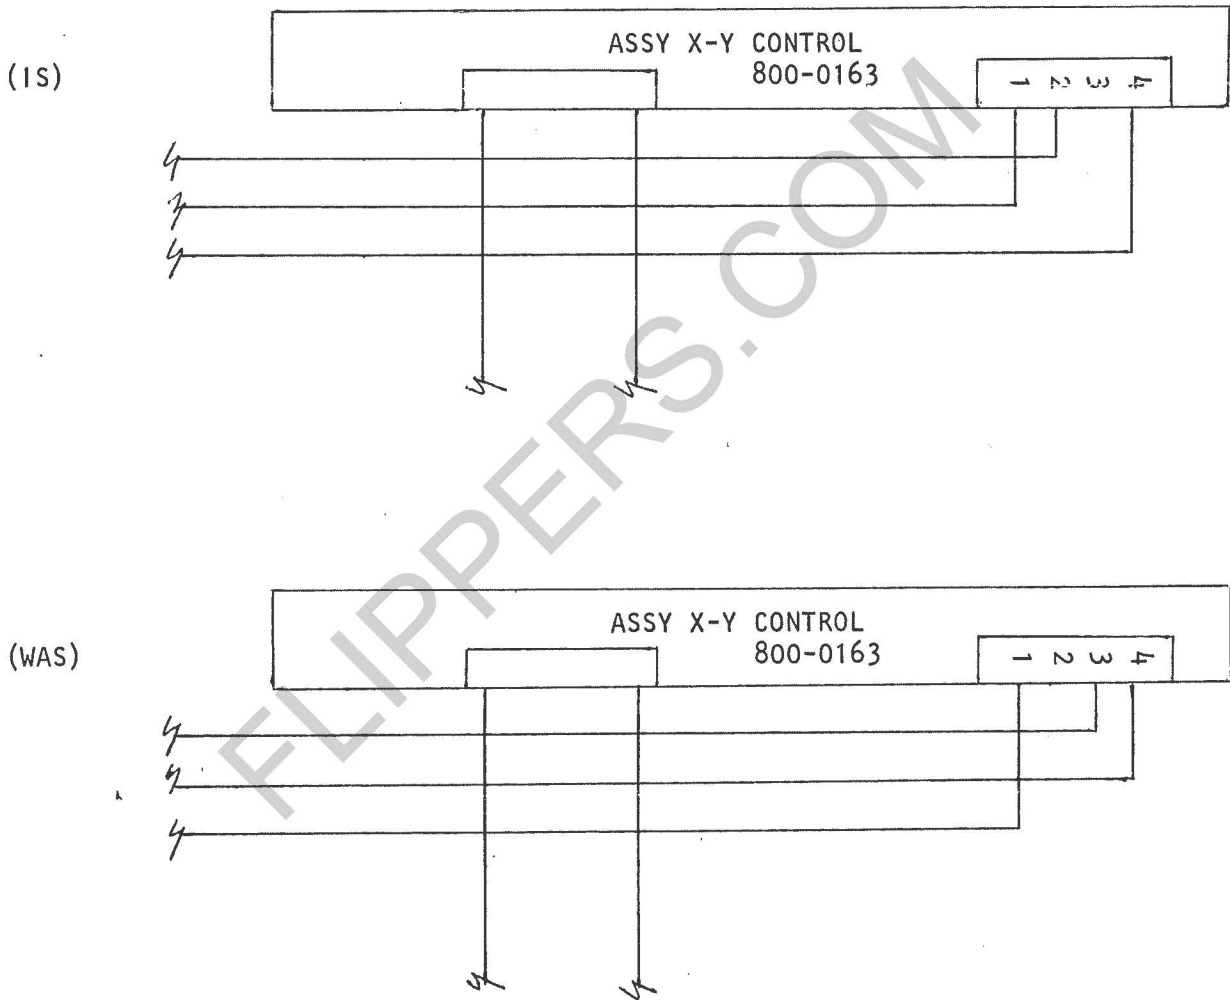 (IS)
ASSY X-Y CONTROL
800-0163
1 2 3 4
(WAS)
ASSY X-Y CONTROL
800-0163
1 2 3 4
FLIPPERS.COM